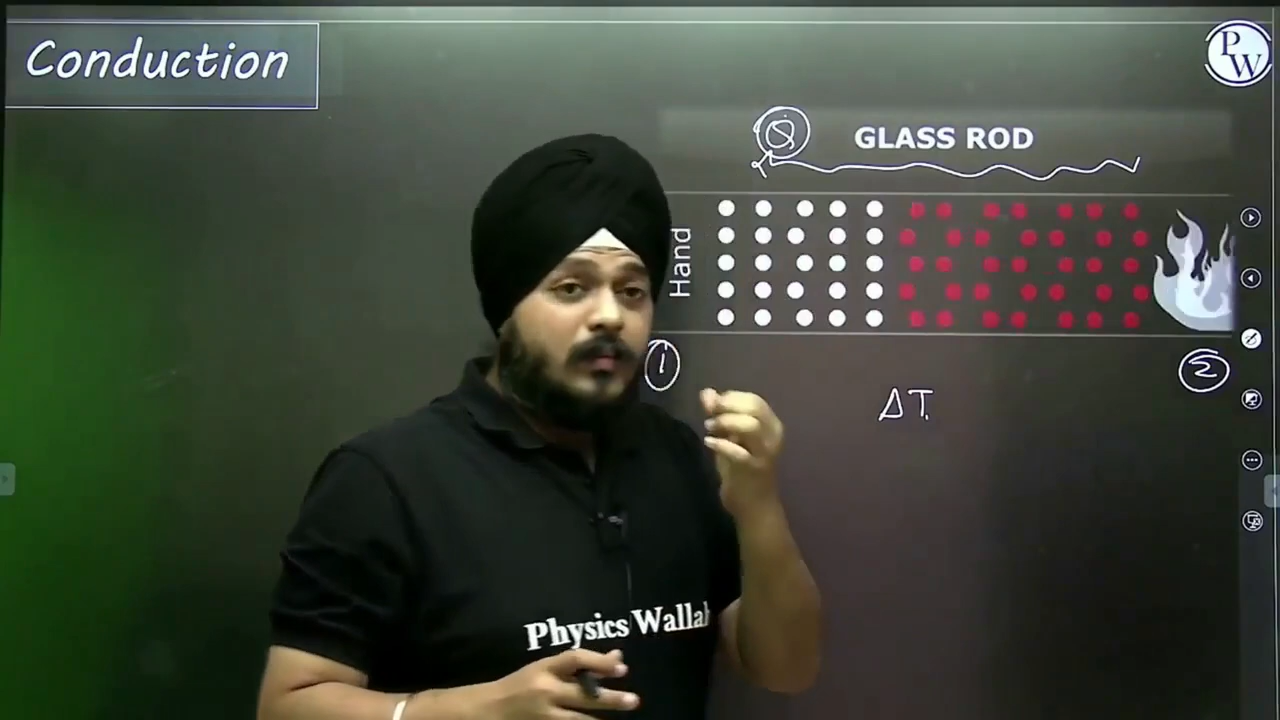 Conduction
PW
Q
GLASS ROD
Hand
1
2
ΔT
Physics Wallah